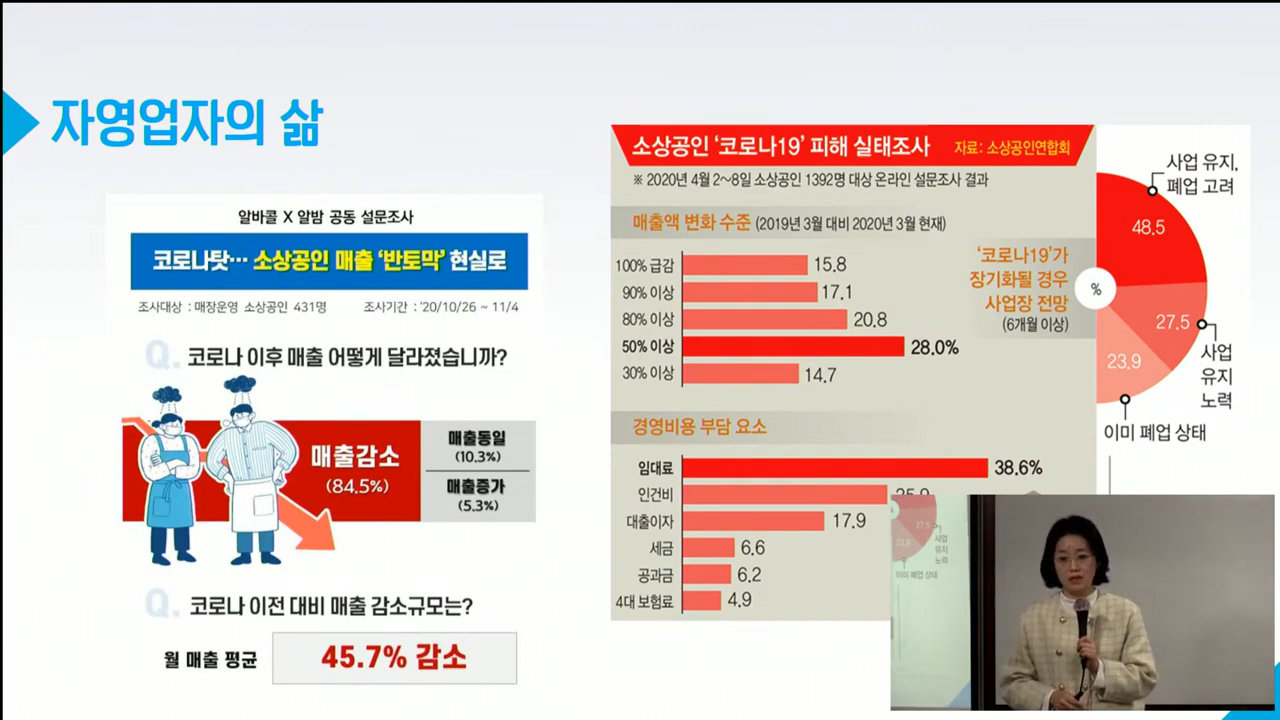 자영업자의 삶
알바콜 X 알밤 공동 설문조사
코로나탓… 소상공인 매출 '반토막' 현실로
조사대상 : 매장운영 소상공인 431명 조사기간 : '20/10/26 ~ 11/4
Q. 코로나 이후 매출 어떻게 달라졌습니까?
매출감소
(84.5%)
매출동일
(10.3%)
매출증가
(5.3%)
Q. 코로나 이전 대비 매출 감소규모는?
월 매출 평균 45.7% 감소
소상공인 '코로나19' 피해 실태조사 자료 : 소상공인연합회
※ 2020년 4월 2~8일 소상공인 1392명 대상 온라인 설문조사 결과
매출액 변화 수준 (2019년 3월 대비 2020년 3월 현재)
100% 급감 15.8
90% 이상 17.1
80% 이상 20.8
50% 이상 28.0%
30% 이상 14.7
'코로나19'가
장기화될 경우
사업장 전망
(6개월 이상)
%
사업 유지,
폐업 고려
48.5
27.5
사업
유지
노력
23.9
이미 폐업 상태
경영비용 부담 요소
임대료 38.6%
인건비
대출이자 17.9
세금 6.6
공과금 6.2
4대 보험료 4.9
%
27.5
사업
유지
노력
23.9
이미 폐업 상태